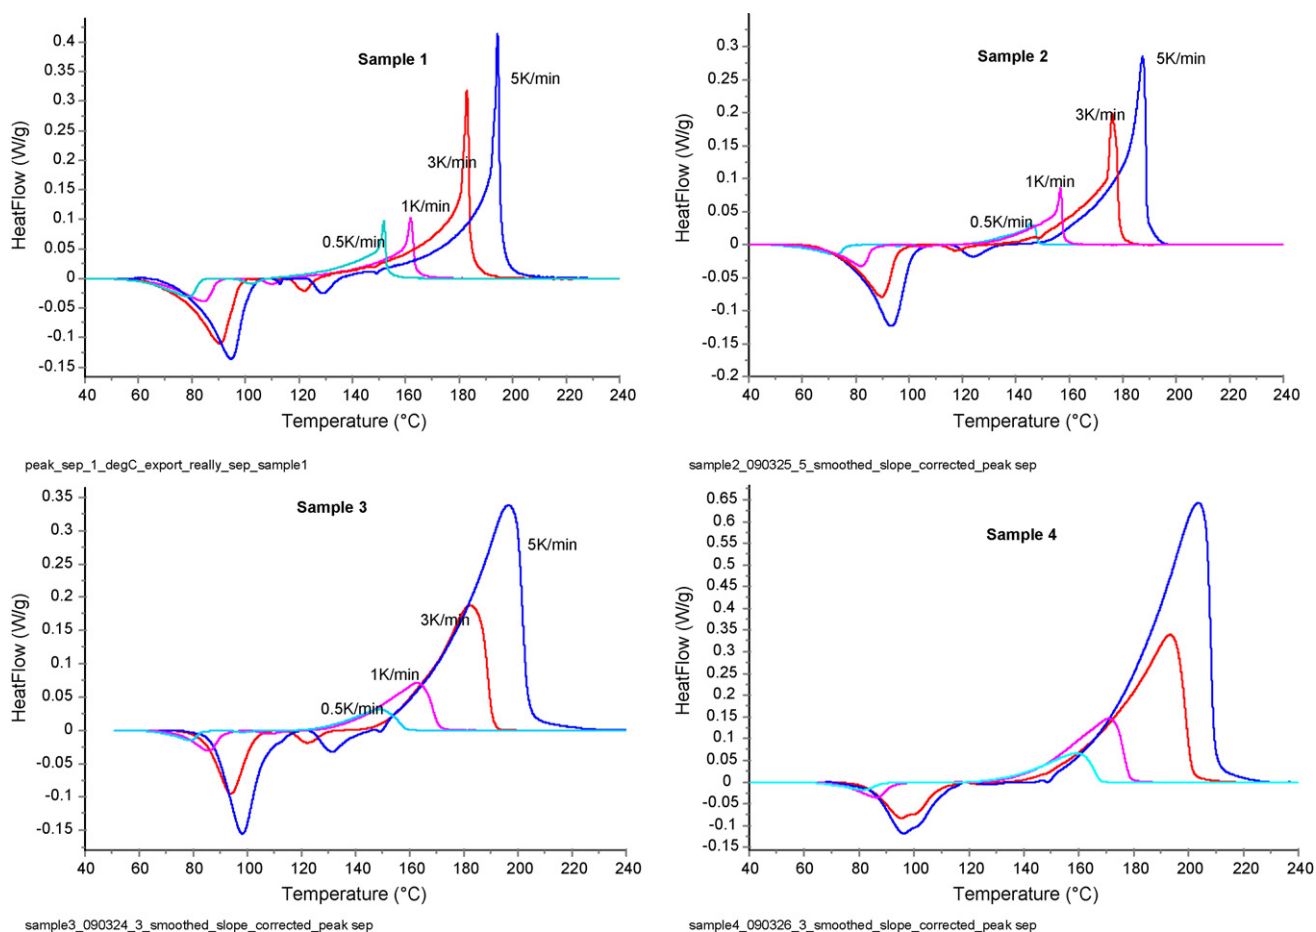 Sample 1
5K/min
3K/min
1K/min
0.5K/min
HeatFlow (W/g)
0.4
0.35
0.3
0.25
0.2
0.15
0.1
0.05
0
-0.05
-0.1
-0.15
40 60 80 100 120 140 160 180 200 220 240
Temperature (°C)
peak_sep_1_degC_export_really_sep_sample1
Sample 2
5K/min
3K/min
1K/min
0.5K/min
HeatFlow (W/g)
0.3
0.25
0.2
0.15
0.1
0.05
0
-0.05
-0.1
-0.15
-0.2
40 60 80 100 120 140 160 180 200 220 240
Temperature (°C)
sample2_090325_5_smoothed_slope_corrected_peak sep
Sample 3
5K/min
3K/min
1K/min
0.5K/min
HeatFlow (W/g)
0.35
0.3
0.25
0.2
0.15
0.1
0.05
0
-0.05
-0.1
-0.15
40 60 80 100 120 140 160 180 200 220 240
Temperature (°C)
sample3_090324_3_smoothed_slope_corrected_peak sep
Sample 4
HeatFlow (W/g)
0.65
0.6
0.55
0.5
0.45
0.4
0.35
0.3
0.25
0.2
0.15
0.1
0.05
0
-0.05
-0.1
0.15
40 60 80 100 120 140 160 180 200 220 240
Temperature (°C)
sample4_090326_3_smoothed_slope_corrected_peak sep